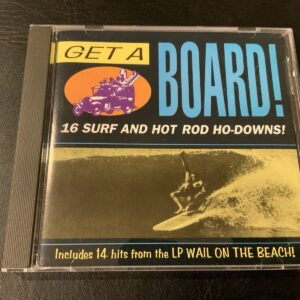 GET A
BOARD!
16 SURF AND HOT ROD HO-DOWNS!
Includes 14 hits from the LP WAIL ON THE BEACH!